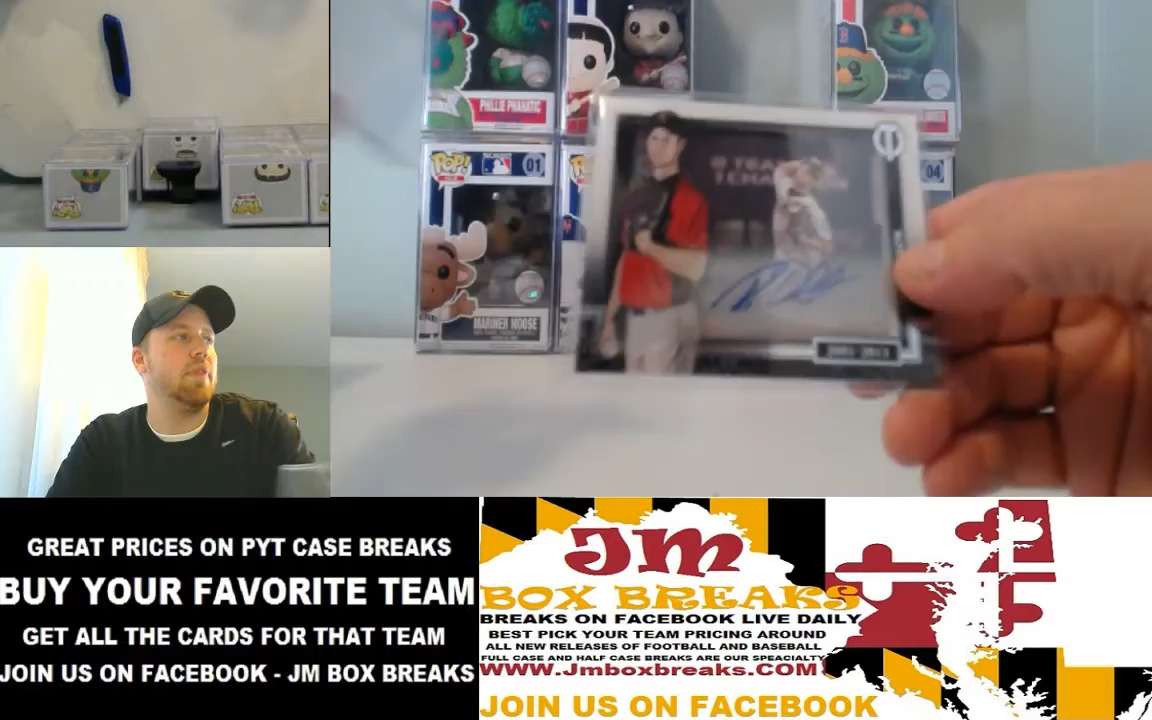 PHILLIE PHANATIC
POP!
01
04
MARINER MOOSE
GREAT PRICES ON PYT CASE BREAKS
BUY YOUR FAVORITE TEAM
GET ALL THE CARDS FOR THAT TEAM
JOIN US ON FACEBOOK - JM BOX BREAKS
JM
BOX BREAKS
BREAKS ON FACEBOOK LIVE DAILY
BEST PICK YOUR TEAM PRICING AROUND
ALL NEW RELEASES OF FOOTBALL AND BASEBALL
FULL CASE AND HALF CASE BREAKS ARE OUR SPEACIALTY
WWW.Jmboxbreaks.COM
JOIN US ON FACEBOOK